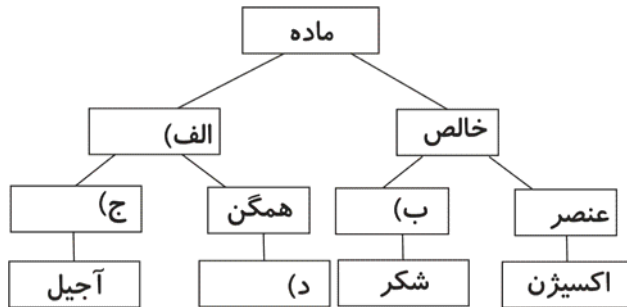 ماده
خالص
الف)
عنصر
ب)
همگن
ج)
اکسیژن
شکر
د)
آجیل